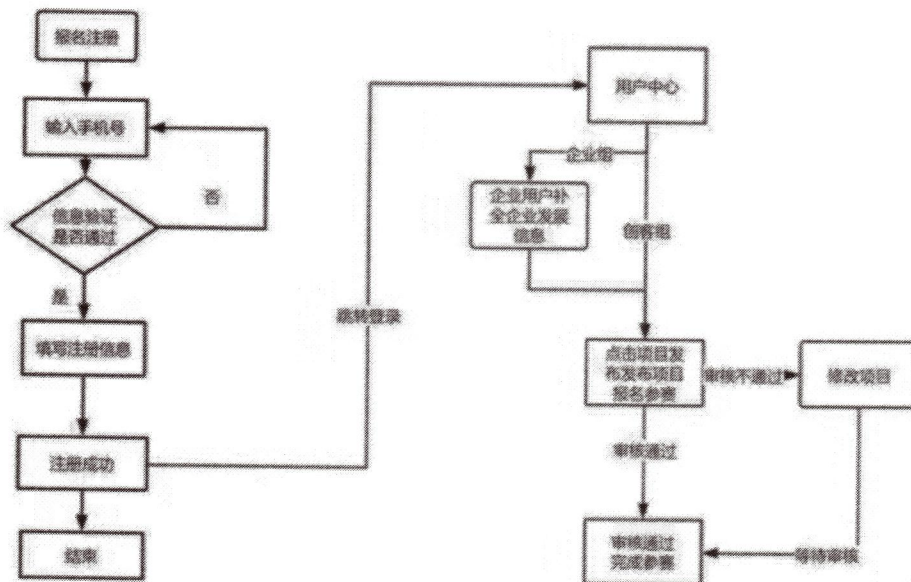 报名注册
输入手机号
信息验证
是否通过
否
是
填写注册信息
注册成功
结束
跳转登录
用户中心
企业组
企业用户补
全企业发展
信息
创客组
点击项目发
布发布项目
报名参赛
审核不通过
修改项目
审核通过
等待审核
审核通过
完成参赛